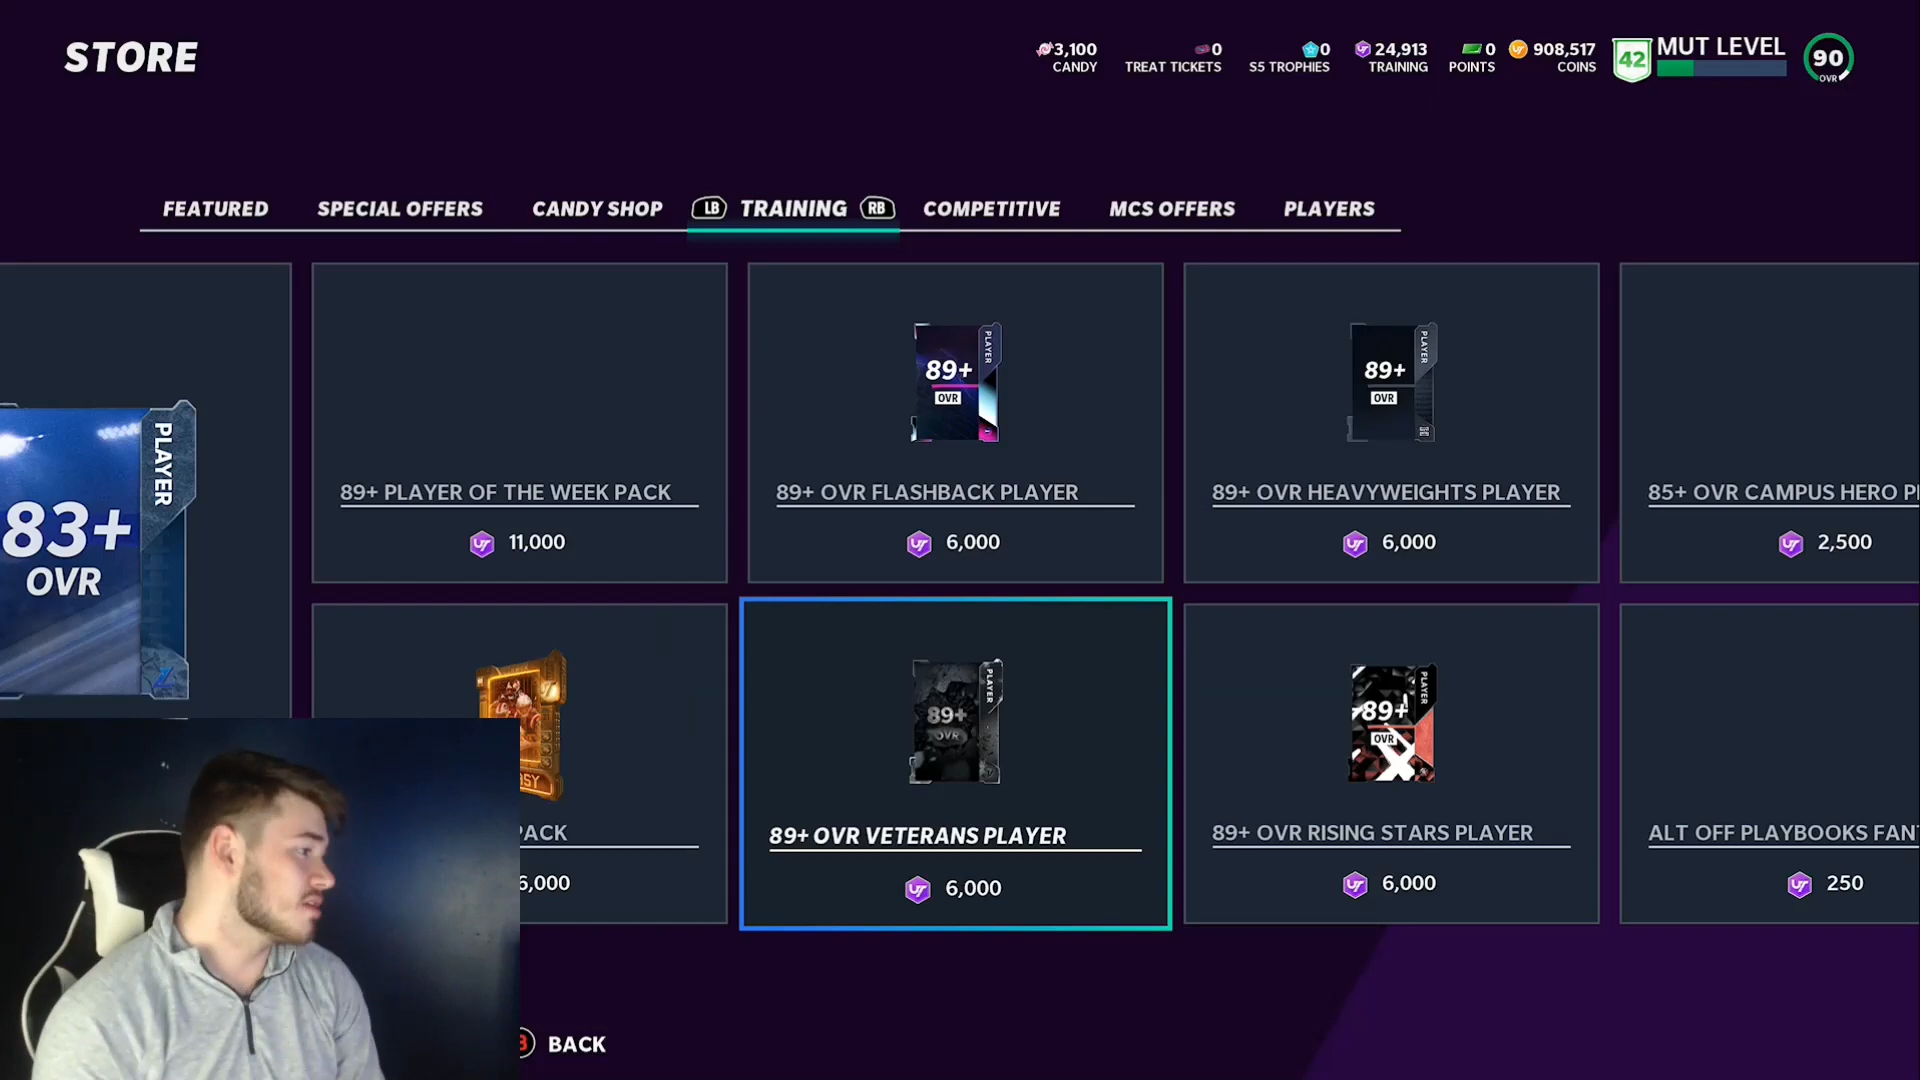 STORE
3,100 CANDY
0 TREAT TICKETS
0 S5 TROPHIES
24,913 TRAINING
0 POINTS
908,517 COINS
42
MUT LEVEL
90 OVR
FEATURED
SPECIAL OFFERS
CANDY SHOP
LB
TRAINING
RB
COMPETITIVE
MCS OFFERS
PLAYERS
PLAYER
83+
OVR
89+ PLAYER OF THE WEEK PACK
11,000
PLAYER
89+
OVR
89+ OVR FLASHBACK PLAYER
6,000
PLAYER
89+
OVR
89+ OVR HEAVYWEIGHTS PLAYER
6,000
85+ OVR CAMPUS HERO
2,500
PACK
6,000
PLAYER
89+
OVR
89+ OVR VETERANS PLAYER
6,000
PLAYER
89+
OVR
89+ OVR RISING STARS PLAYER
6,000
ALT OFF PLAYBOOKS
250
BACK